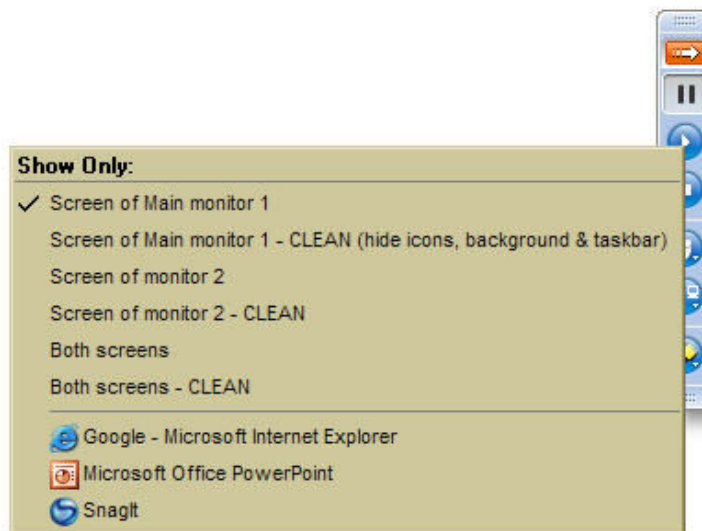 Show Only:
Screen of Main monitor 1
Screen of Main monitor 1 - CLEAN (hide icons, background & taskbar)
Screen of monitor 2
Screen of monitor 2 - CLEAN
Both screens
Both screens - CLEAN
Google - Microsoft Internet Explorer
Microsoft Office PowerPoint
SnagIt